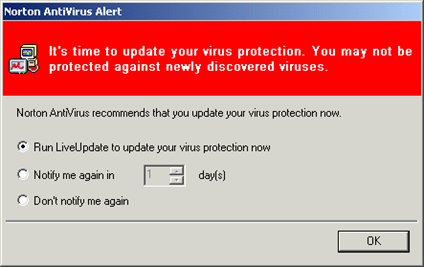 Norton AntiVirus Alert
It's time to update your virus protection. You may not be
protected against newly discovered viruses.
Norton AntiVirus recommends that you update your virus protection now.
Run LiveUpdate to update your virus protection now
Notify me again in 1 day(s)
Don't notify me again
OK